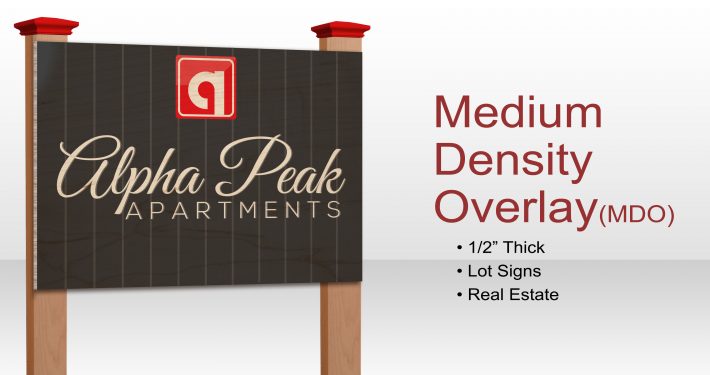 a
Alpha Peak
APARTMENTS
Medium
Density
Overlay(MDO)
• 1/2” Thick
• Lot Signs
• Real Estate